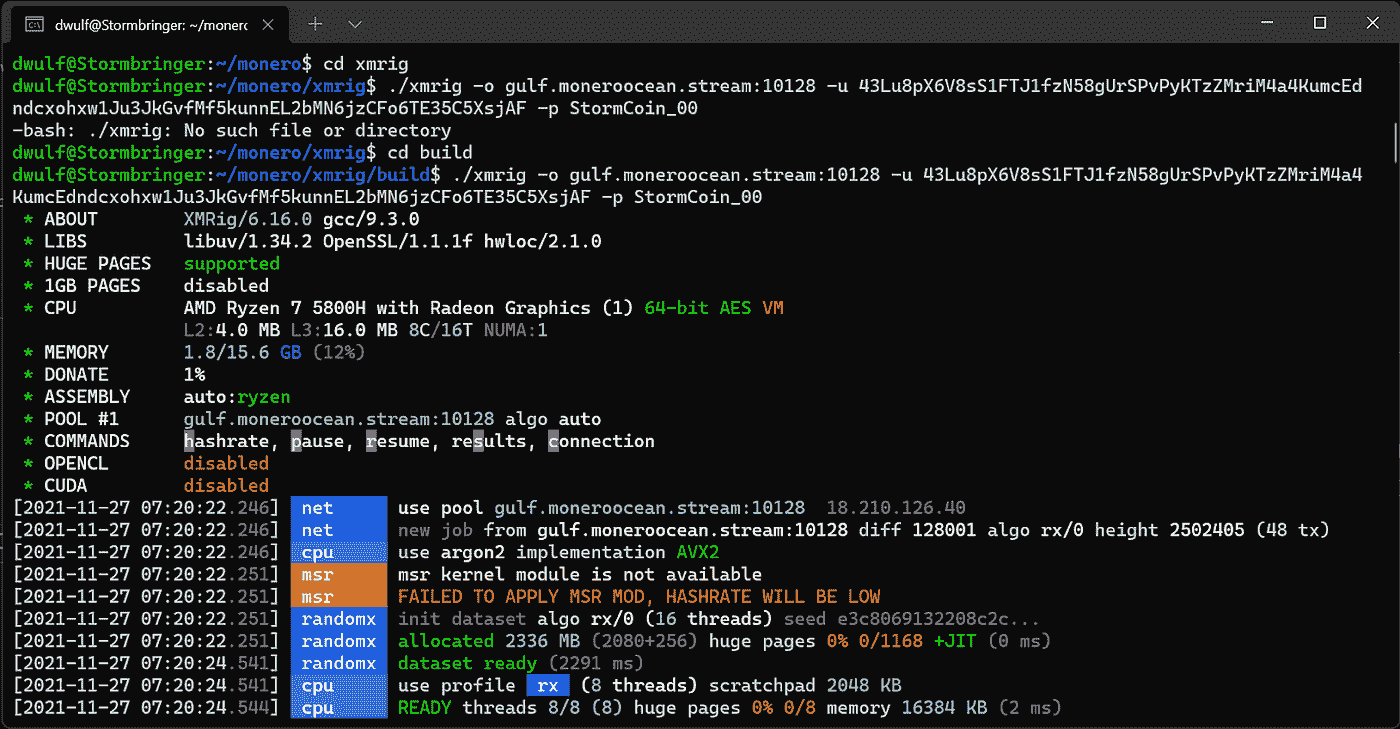 dwulf@Stormbringer: ~/monero
dwulf@Stormbringer:~/monero$ cd xmrig
dwulf@Stormbringer:~/monero/xmrig$ ./xmrig -o gulf.moneroocean.stream:10128 -u 43Lu8pX6V8sS1FTJ1fzN58gUrSPvPyKTzZMriM4a4KumcEd
ndcxohxw1Ju3JkGvfMf5kunnEL2bMN6jzCFo6TE35C5XsjAF -p StormCoin_00
-bash: ./xmrig: No such file or directory
dwulf@Stormbringer:~/monero/xmrig$ cd build
dwulf@Stormbringer:~/monero/xmrig/build$ ./xmrig -o gulf.moneroocean.stream:10128 -u 43Lu8pX6V8sS1FTJ1fzN58gUrSPvPyKTzZMriM4a4
KumcEdndcxohxw1Ju3JkGvfMf5kunnEL2bMN6jzCFo6TE35C5XsjAF -p StormCoin_00
* ABOUT XMRig/6.16.0 gcc/9.3.0
* LIBS libuv/1.34.2 OpenSSL/1.1.1f hwloc/2.1.0
* HUGE PAGES supported
* 1GB PAGES disabled
* CPU AMD Ryzen 7 5800H with Radeon Graphics (1) 64-bit AES VM
L2:4.0 MB L3:16.0 MB 8C/16T NUMA:1
* MEMORY 1.8/15.6 GB (12%)
* DONATE 1%
* ASSEMBLY auto:ryzen
* POOL #1 gulf.moneroocean.stream:10128 algo auto
* COMMANDS hashrate, pause, resume, results, connection
* OPENCL disabled
* CUDA disabled
[2021-11-27 07:20:22.246] net use pool gulf.moneroocean.stream:10128 18.210.126.40
[2021-11-27 07:20:22.246] net new job from gulf.moneroocean.stream:10128 diff 128001 algo rx/0 height 2502405 (48 tx)
[2021-11-27 07:20:22.246] cpu use argon2 implementation AVX2
[2021-11-27 07:20:22.251] msr msr kernel module is not available
[2021-11-27 07:20:22.251] msr FAILED TO APPLY MSR MOD, HASHRATE WILL BE LOW
[2021-11-27 07:20:22.251] randomx init dataset algo rx/0 (16 threads) seed e3c8069132208c2c...
[2021-11-27 07:20:22.251] randomx allocated 2336 MB (2080+256) huge pages 0% 0/1168 +JIT (0 ms)
[2021-11-27 07:20:24.541] randomx dataset ready (2291 ms)
[2021-11-27 07:20:24.541] cpu use profile rx (8 threads) scratchpad 2048 KB
[2021-11-27 07:20:24.544] cpu READY threads 8/8 (8) huge pages 0% 0/8 memory 16384 KB (2 ms)